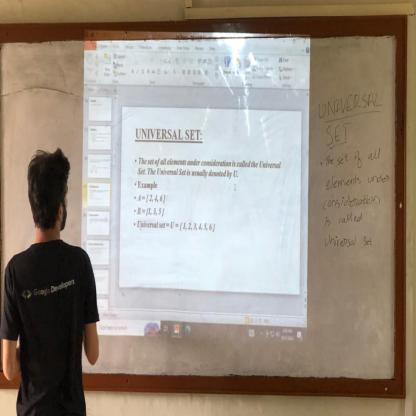 UNIVERSAL SET:
• The set of all elements under consideration is called the Universal
Set. The Universal Set is usually denoted by U.
• Example
• A = {2, 4, 6}
• B = {1, 3, 5}
• Universal set = U = {1, 2, 3, 4, 5, 6}
UNIVERSAL
SET
• The set of all
elements under
consideration
is called
universal set
Google Developers